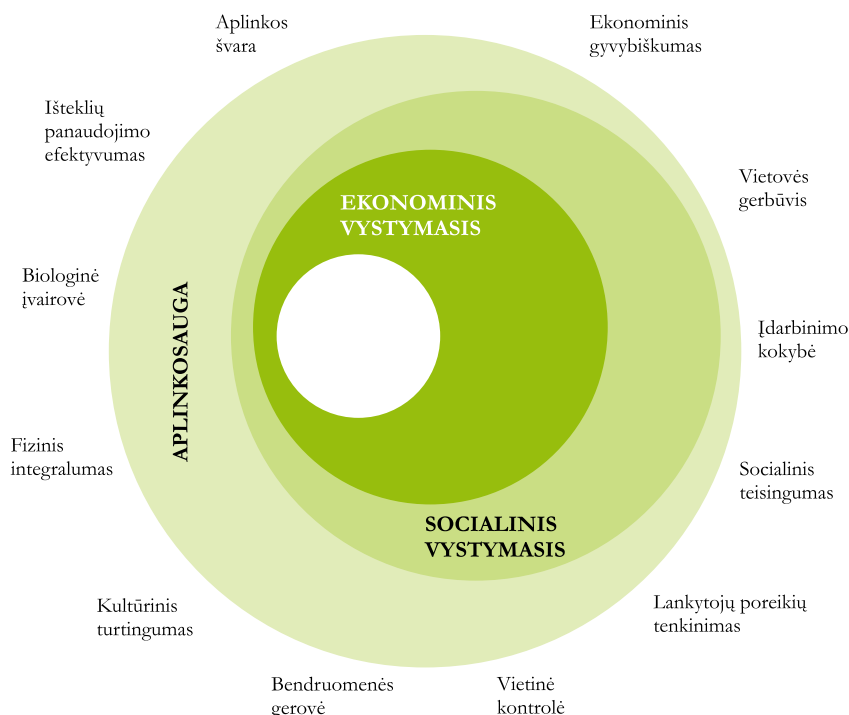 Aplinkos
švara
Ekonominis
gyvybiškumas
Išteklių
panaudojimo
efektyvumas
Vietovės
gerbūvis
EKONOMINIS
VYSTYMASIS
Biologinė
įvairovė
APLINKOSAUGA
Įdarbinimo
kokybė
Fizinis
integralumas
Socialinis
teisingumas
SOCIALINIS
VYSTYMASIS
Kultūrinis
turtingumas
Lankytojų poreikių
tenkinimas
Bendruomenės
gerovė
Vietinė
kontrolė